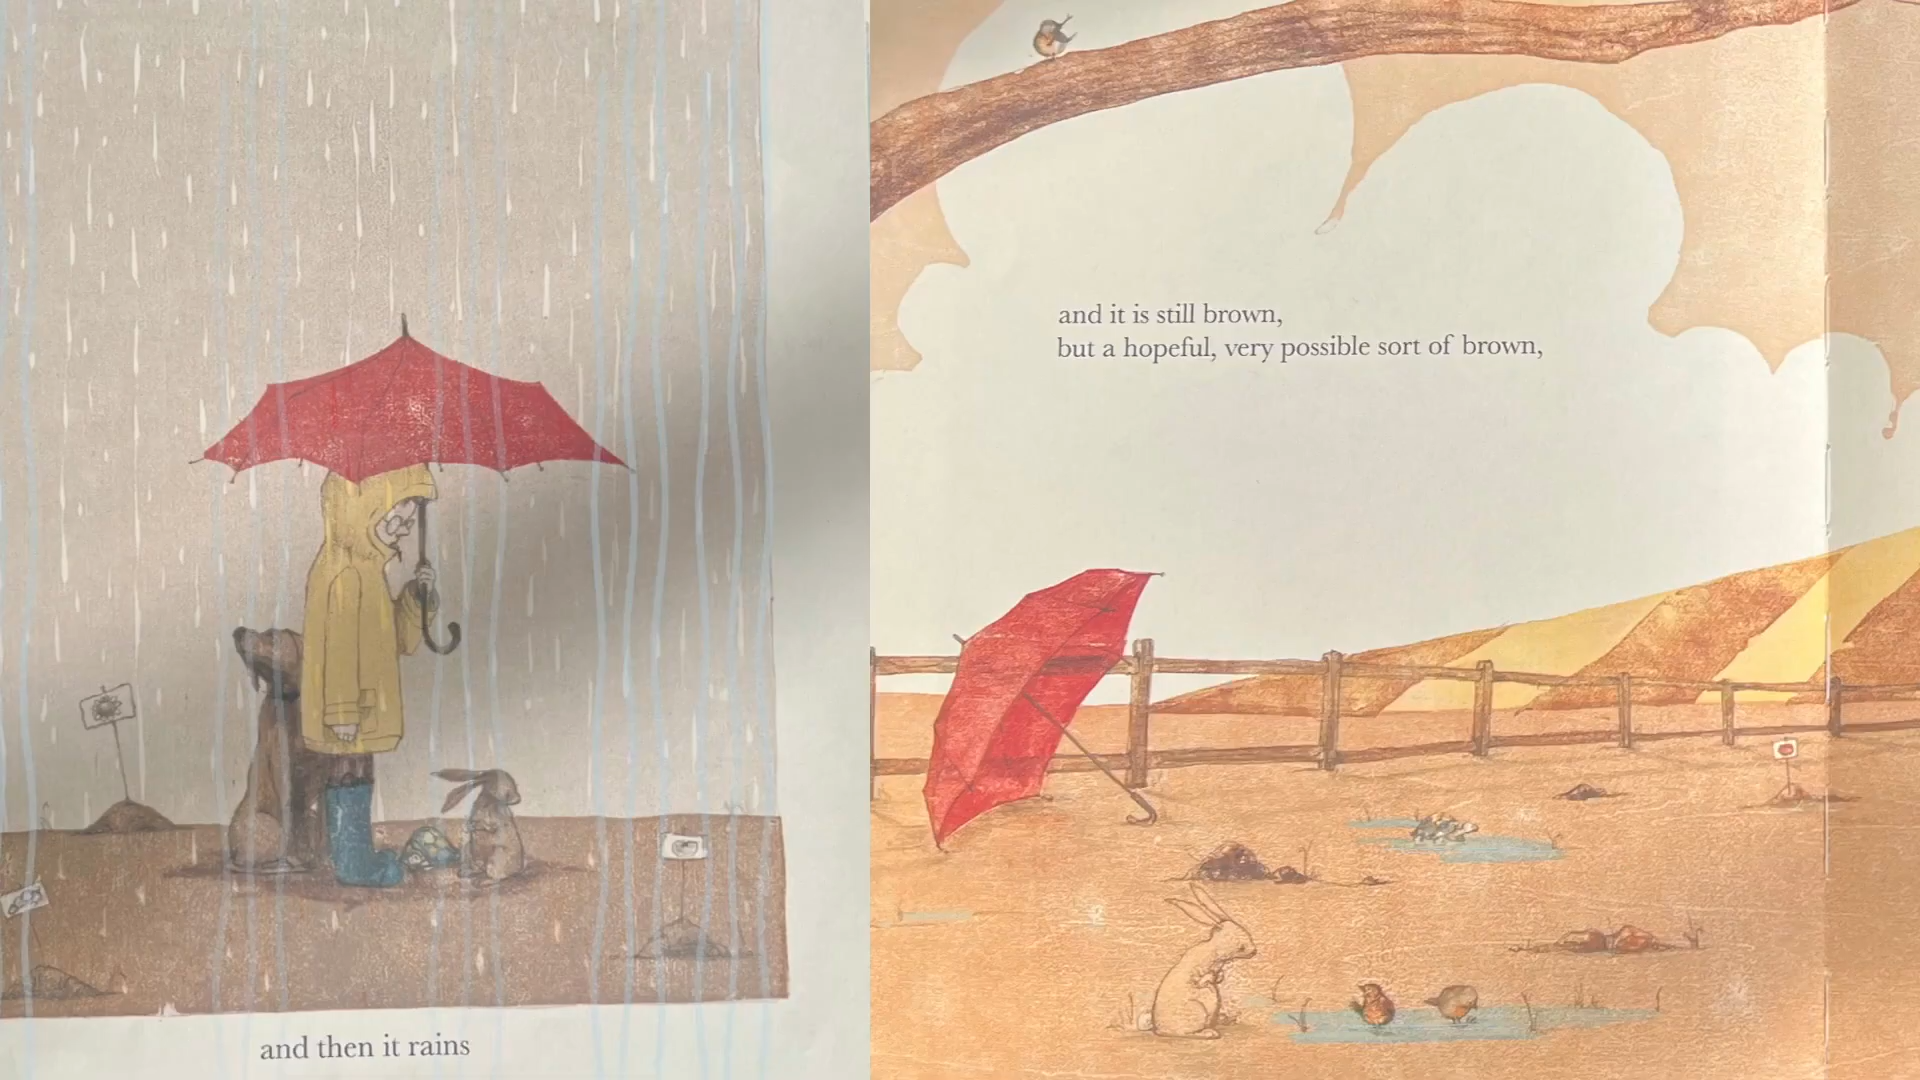 and then it rains
and it is still brown,
but a hopeful, very possible sort of brown,